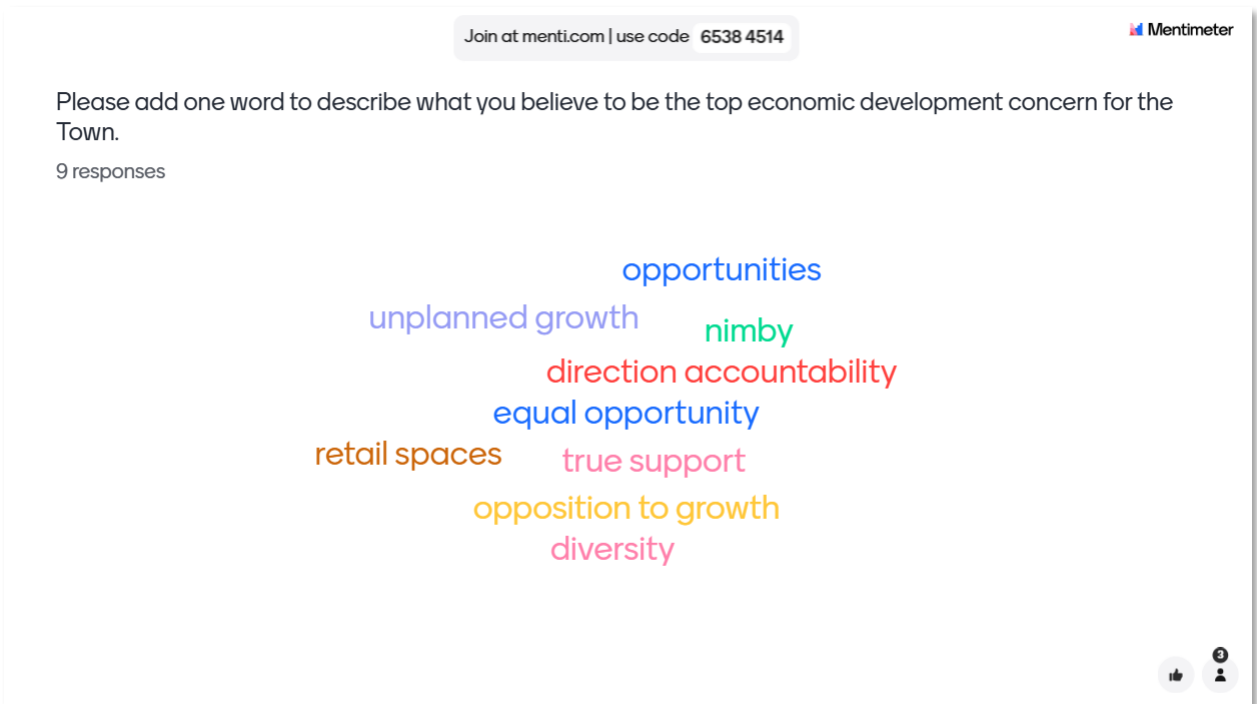 Join at menti.com | use code 6538 4514
Mentimeter
Please add one word to describe what you believe to be the top economic development concern for the
Town.
9 responses
opportunities
unplanned growth
nimby
direction accountability
equal opportunity
retail spaces
true support
opposition to growth
diversity
3